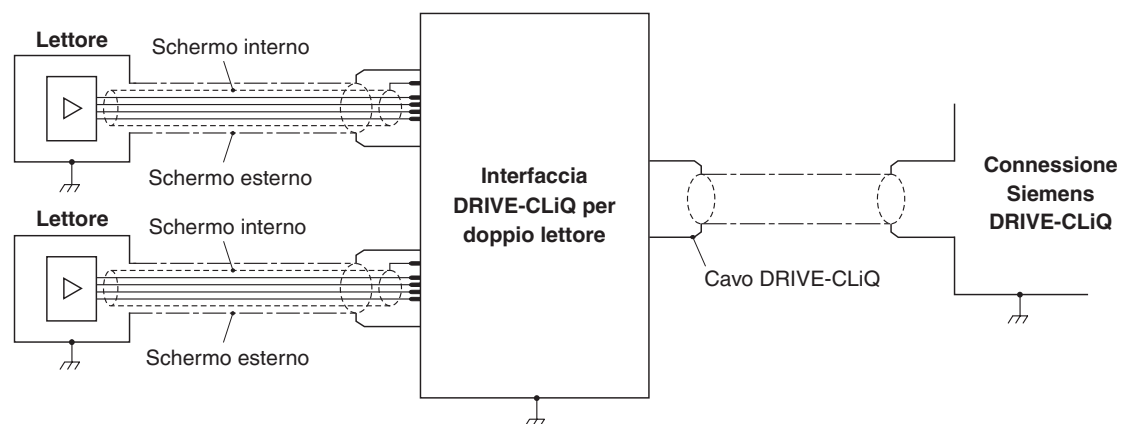 Lettore
Schermo interno
Schermo esterno
Lettore
Schermo interno
Schermo esterno
Interfaccia
DRIVE-CLiQ per
doppio lettore
Cavo DRIVE-CLiQ
Connessione
Siemens
DRIVE-CLiQ